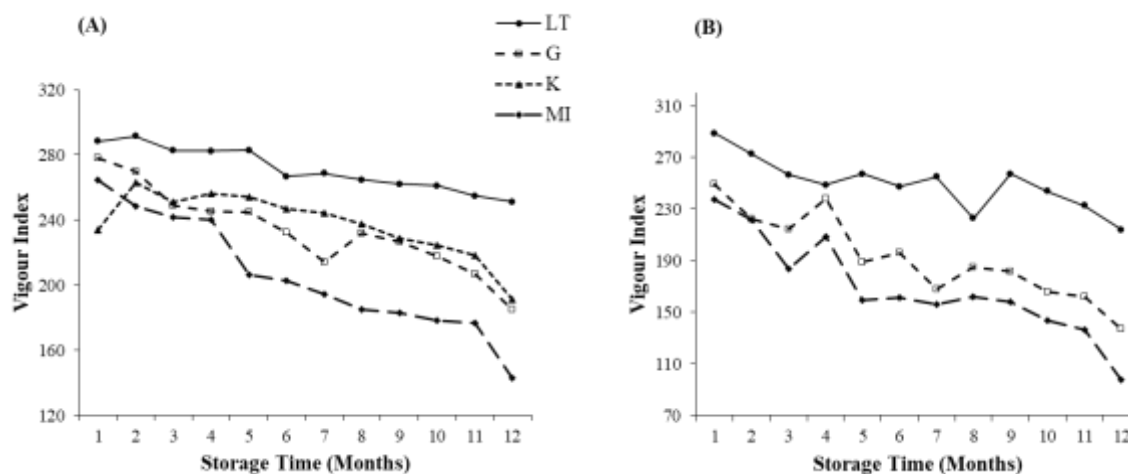 (A)
LT
G
K
MI
320
280
240
200
160
120
Vigour Index
1 2 3 4 5 6 7 8 9 10 11 12
Storage Time (Months)
(B)
310
270
230
190
150
110
70
Vigour Index
1 2 3 4 5 6 7 8 9 10 11 12
Storage Time (Months)